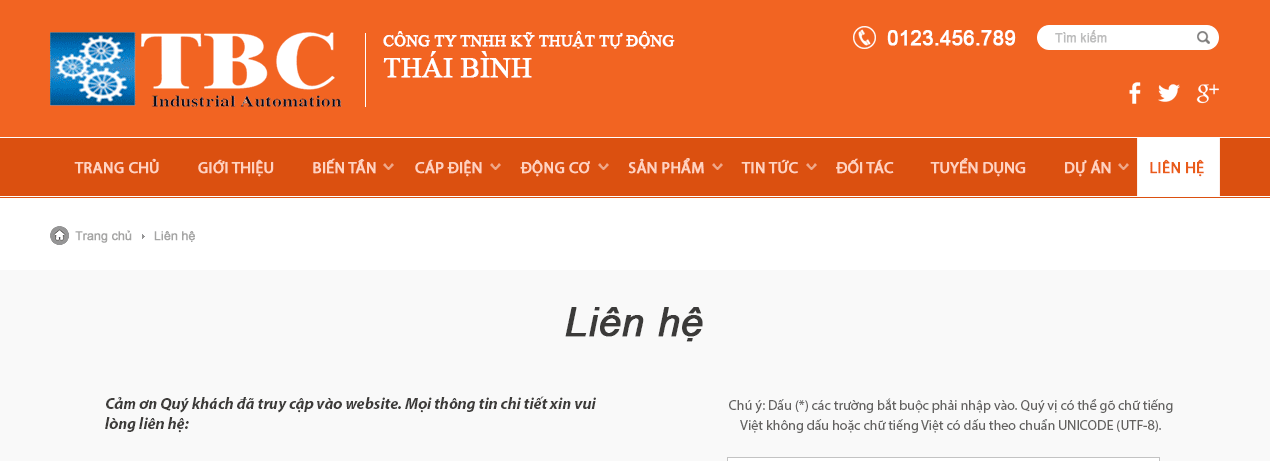 TBC
Industrial Automation
CÔNG TY TNHH KỸ THUẬT TỰ ĐỘNG
THÁI BÌNH
0123.456.789
Tìm kiếm
TRANG CHỦ GIỚI THIỆU BIẾN TẦN CÁP ĐIỆN ĐỘNG CƠ SẢN PHẨM TIN TỨC ĐỐI TÁC TUYỂN DỤNG DỰ ÁN LIÊN HỆ
Trang chủ Liên hệ
Liên hệ
Cảm ơn Quý khách đã truy cập vào website. Mọi thông tin chi tiết xin vui
lòng liên hệ:
Chú ý: Dấu (*) các trường bắt buộc phải nhập vào. Quý vị có thể gõ chữ tiếng
Việt không dấu hoặc chữ tiếng Việt có dấu theo chuẩn UNICODE (UTF-8).